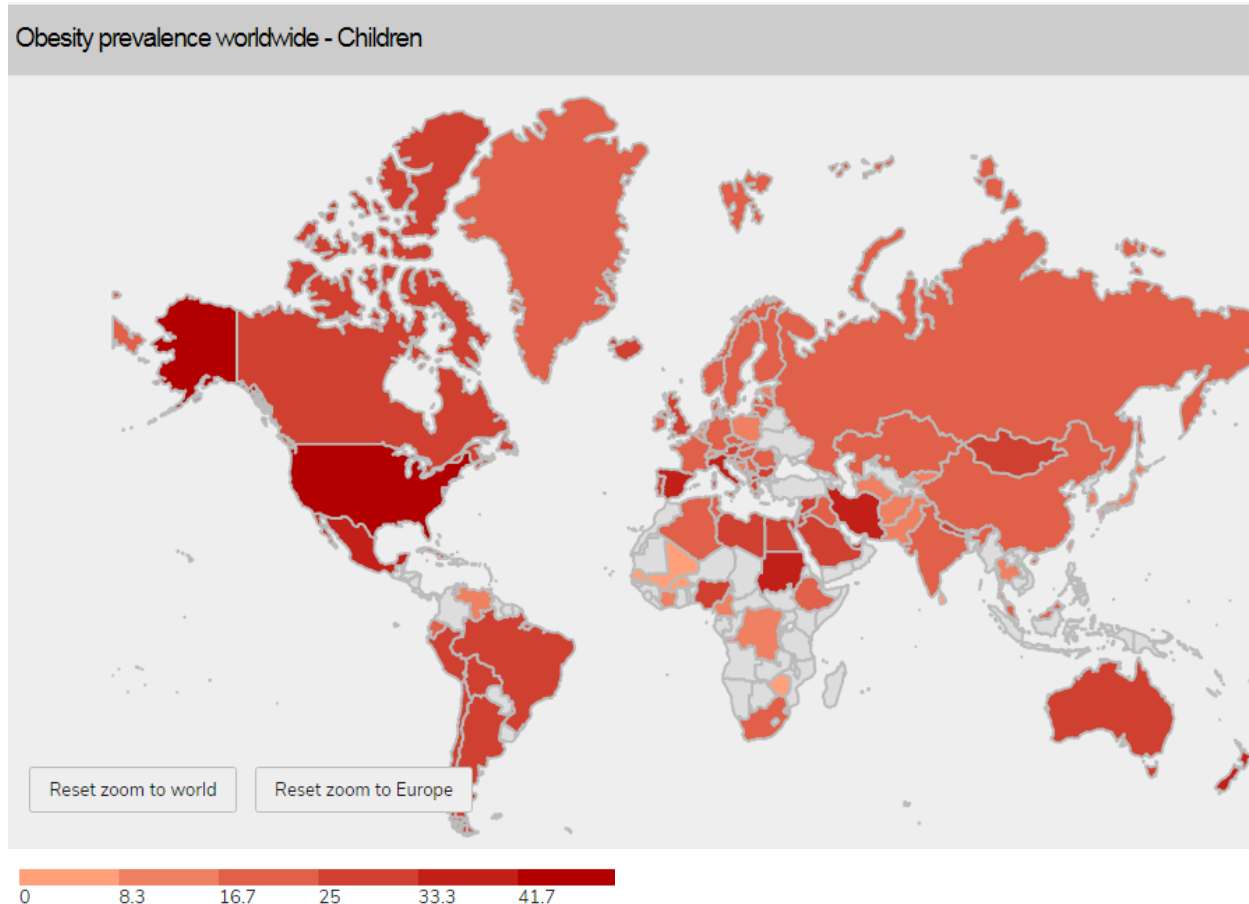 Obesity prevalence worldwide - Children
Reset zoom to world
Reset zoom to Europe
0 8.3 16.7 25 33.3 41.7